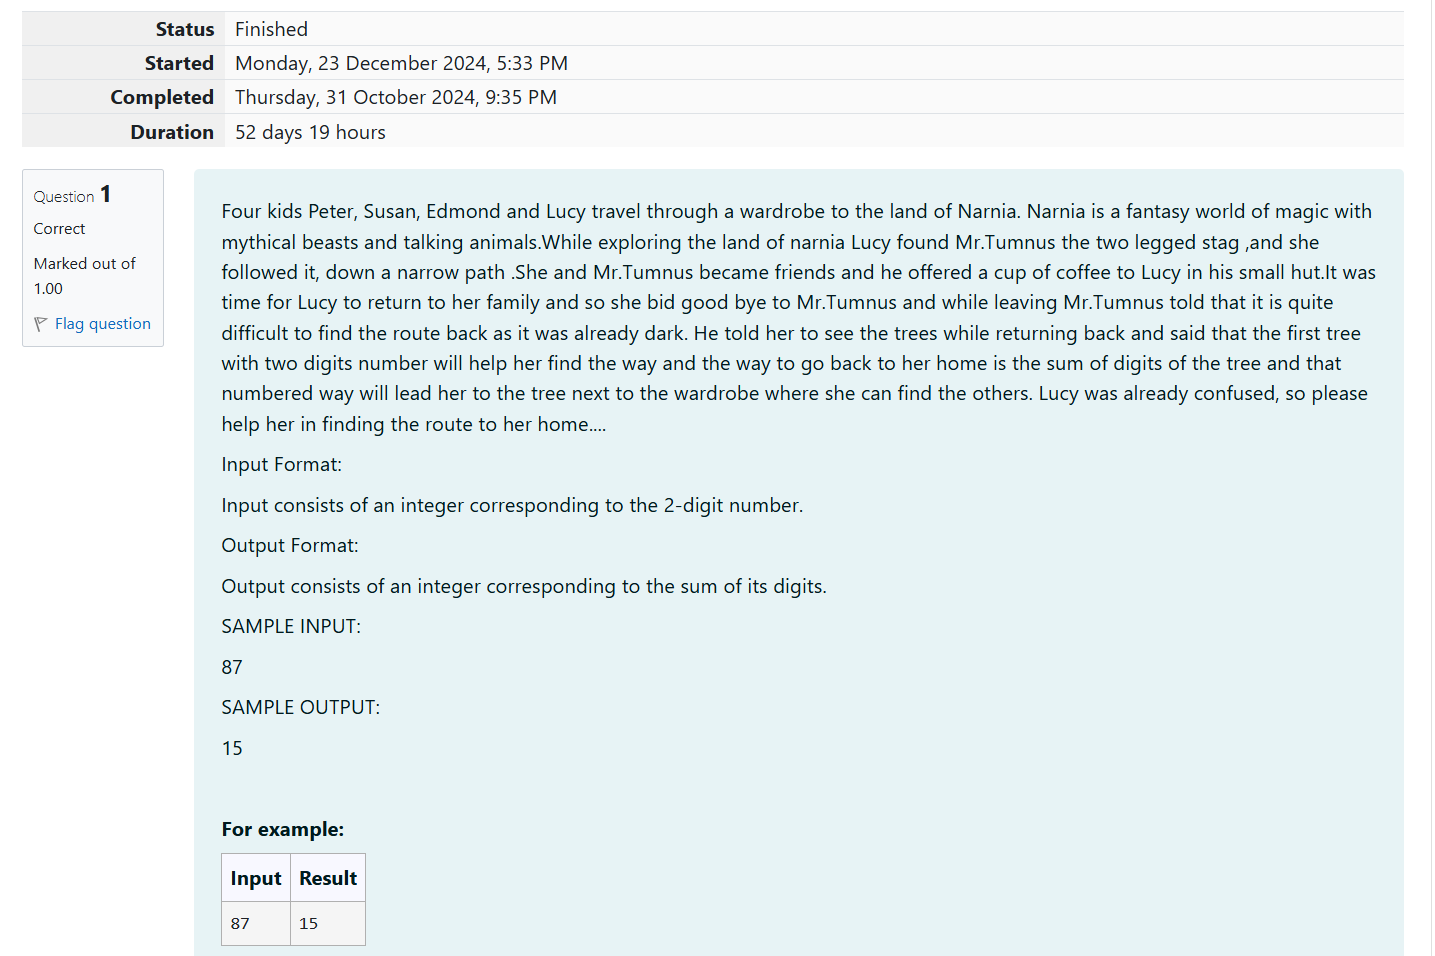 Status Finished
Started Monday, 23 December 2024, 5:33 PM
Completed Thursday, 31 October 2024, 9:35 PM
Duration 52 days 19 hours
Question 1
Correct
Marked out of
1.00
Flag question
Four kids Peter, Susan, Edmond and Lucy travel through a wardrobe to the land of Narnia. Narnia is a fantasy world of magic with
mythical beasts and talking animals.While exploring the land of narnia Lucy found Mr.Tumnus the two legged stag ,and she
followed it, down a narrow path .She and Mr.Tumnus became friends and he offered a cup of coffee to Lucy in his small hut.It was
time for Lucy to return to her family and so she bid good bye to Mr.Tumnus and while leaving Mr.Tumnus told that it is quite
difficult to find the route back as it was already dark. He told her to see the trees while returning back and said that the first tree
with two digits number will help her find the way and the way to go back to her home is the sum of digits of the tree and that
numbered way will lead her to the tree next to the wardrobe where she can find the others. Lucy was already confused, so please
help her in finding the route to her home....
Input Format:
Input consists of an integer corresponding to the 2-digit number.
Output Format:
Output consists of an integer corresponding to the sum of its digits.
SAMPLE INPUT:
87
SAMPLE OUTPUT:
15
For example:
Input Result
87 15